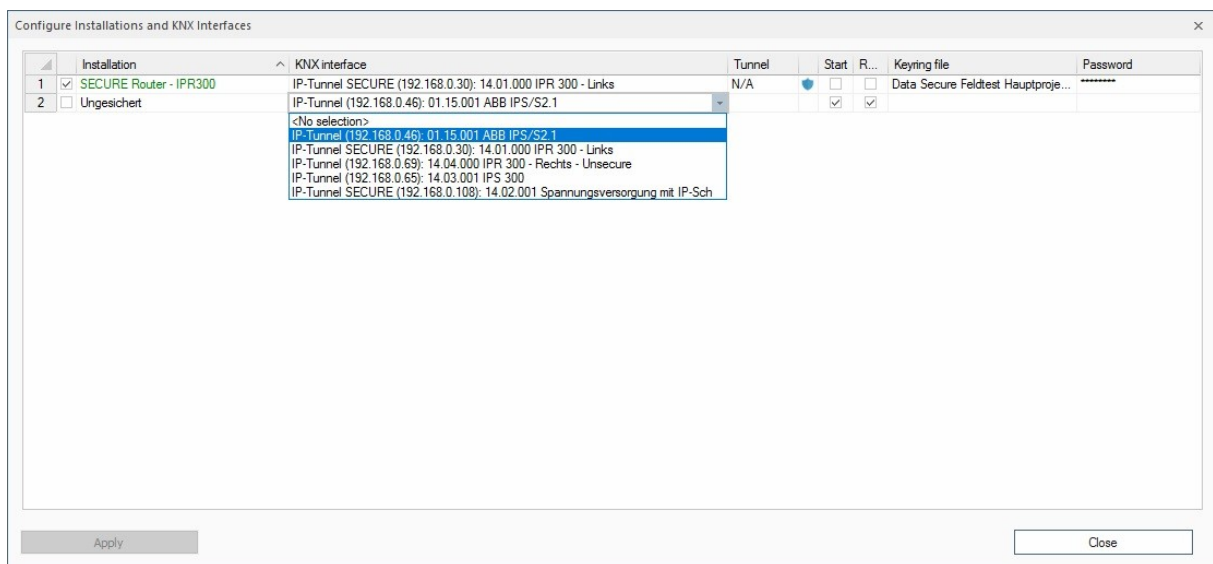 Configure Installations and KNX Interfaces
Installation KNX interface Tunnel Start R... Keyring file Password
1 SECURE Router - IPR300 IP-Tunnel SECURE (192.168.0.30): 14.01.000 IPR 300 - Links N/A Data Secure Feldtest Hauptproje... ********
2 Ungesichert IP-Tunnel (192.168.0.46): 01.15.001 ABB IPS/S2.1
<No selection>
IP-Tunnel (192.168.0.46): 01.15.001 ABB IPS/S2.1
IP-Tunnel SECURE (192.168.0.30): 14.01.000 IPR 300 - Links
IP-Tunnel (192.168.0.69): 14.04.000 IPR 300 - Rechts - Unsecure
IP-Tunnel (192.168.0.65): 14.03.001 IPS 300
IP-Tunnel SECURE (192.168.0.108): 14.02.001 Spannungsversorgung mit IP-Sch
Apply Close